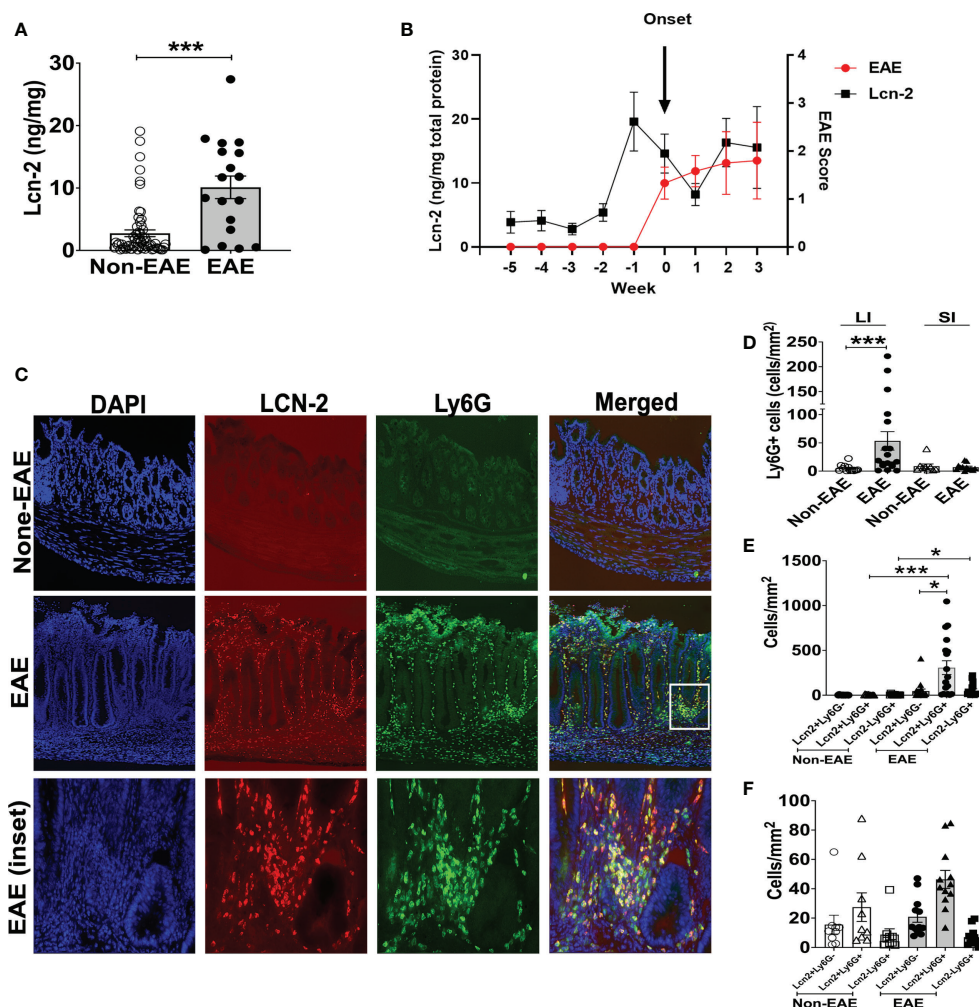 A
***
30
20
10
0
Lcn-2 (ng/mg)
Non-EAE EAE
B
Onset
30
20
10
0
Lcn-2 (ng/mg total protein)
4
3
2
1
0
EAE Score
EAE
Lcn-2
-5 -4 -3 -2 -1 0 1 2 3
Week
C
DAPI LCN-2 Ly6G Merged
None-EAE
EAE
EAE (inset)
D
LI SI
***
250
200
150
100
50
0
Ly6G+ cells (cells/mm²)
Non-EAE EAE Non-EAE EAE
E
*
***
*
1500
1000
500
0
Cells/mm²
Lcn2+Ly6G- Lcn2+Ly6G+ Lcn2-Ly6G+ Lcn2+Ly6G- Lcn2+Ly6G+ Lcn2-Ly6G+
Non-EAE EAE
F
100
80
60
40
20
0
Cells/mm²
Lcn2+Ly6G- Lcn2+Ly6G+ Lcn2-Ly6G+ Lcn2+Ly6G- Lcn2+Ly6G+ Lcn2-Ly6G+
Non-EAE EAE